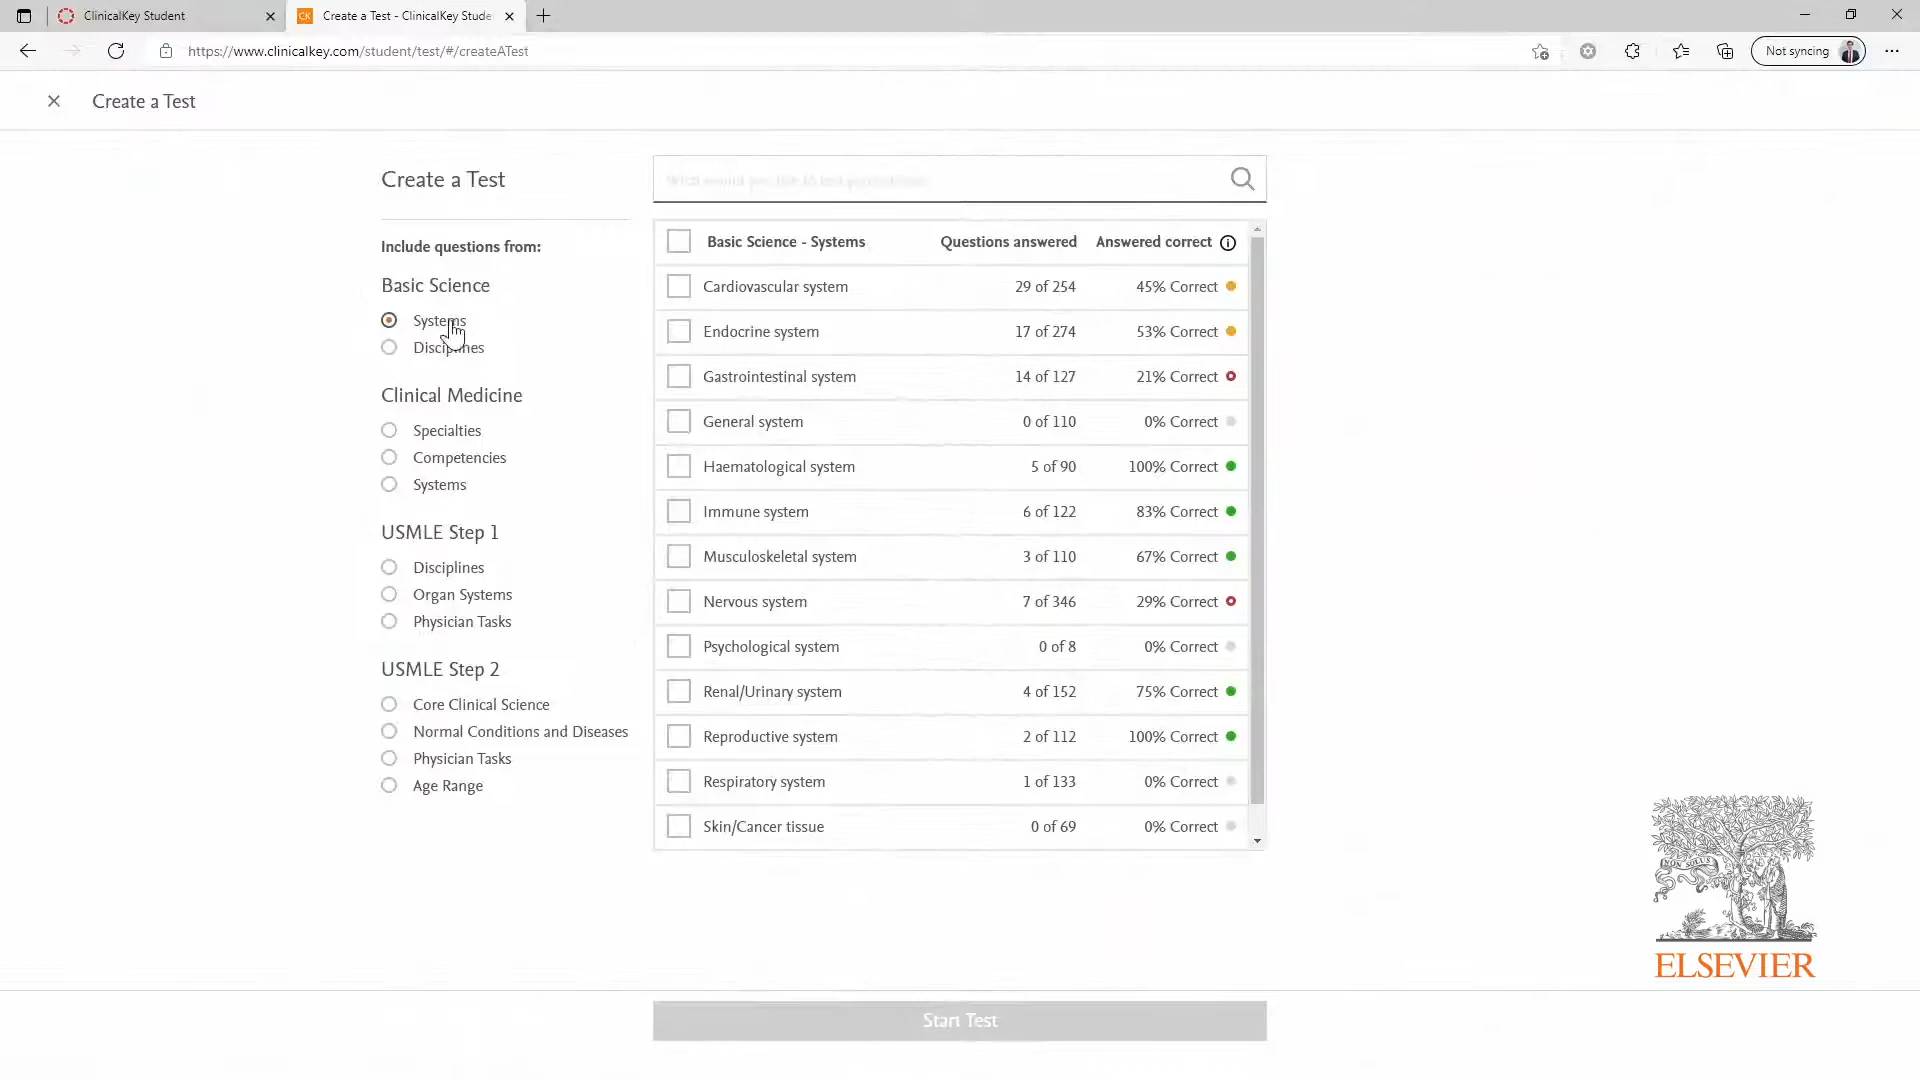 ClinicalKey Student
Create a Test - ClinicalKey Stude
https://www.clinicalkey.com/student/test/#/createATest
Not syncing
Create a Test
Create a Test
Include questions from:
Basic Science
Systems
Disciplines
Clinical Medicine
Specialties
Competencies
Systems
USMLE Step 1
Disciplines
Organ Systems
Physician Tasks
USMLE Step 2
Core Clinical Science
Normal Conditions and Diseases
Physician Tasks
Age Range
Basic Science - Systems Questions answered Answered correct
Cardiovascular system 29 of 254 45% Correct
Endocrine system 17 of 274 53% Correct
Gastrointestinal system 14 of 127 21% Correct
General system 0 of 110 0% Correct
Haematological system 5 of 90 100% Correct
Immune system 6 of 122 83% Correct
Musculoskeletal system 3 of 110 67% Correct
Nervous system 7 of 346 29% Correct
Psychological system 0 of 8 0% Correct
Renal/Urinary system 4 of 152 75% Correct
Reproductive system 2 of 112 100% Correct
Respiratory system 1 of 133 0% Correct
Skin/Cancer tissue 0 of 69 0% Correct
Start Test
NON SOLUS
ELSEVIER